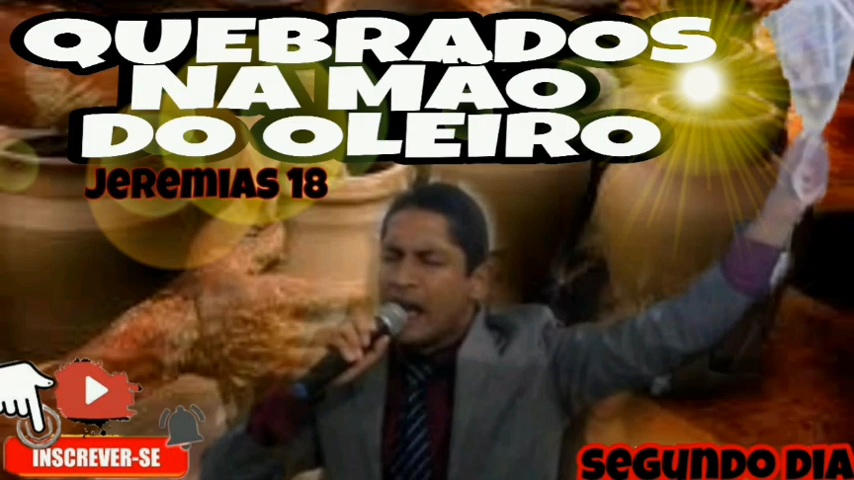 QUEBRADOS
NA MÃO
DO OLEIRO
Jeremias 18
INSCREVER-SE
SEGUNDO DIA